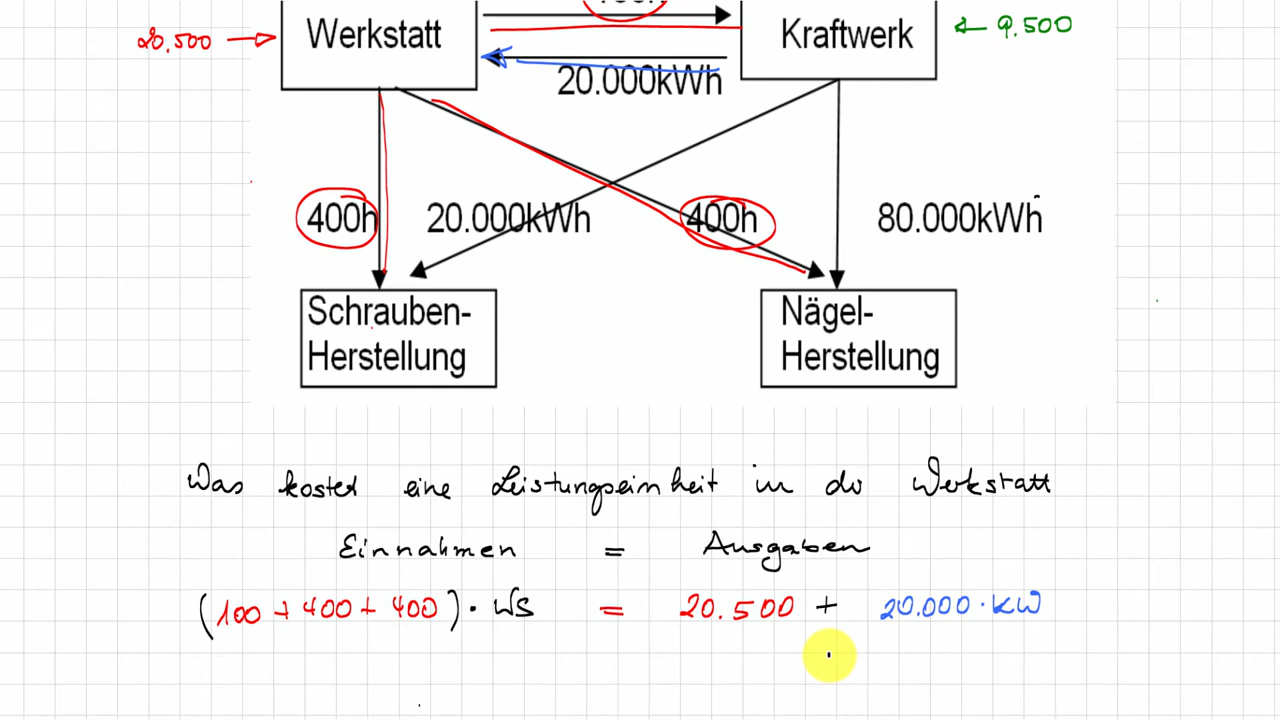 Werkstatt
Kraftwerk
20.500
9.500
20.000kWh
400h
20.000kWh
400h
80.000kWh
Schrauben-
Herstellung
Nägel-
Herstellung
Was kostet eine Leistungseinheit in der Werkstatt
Einnahmen = Ausgaben
(100 + 400 + 400) · WS = 20.500 + 20.000 · KW